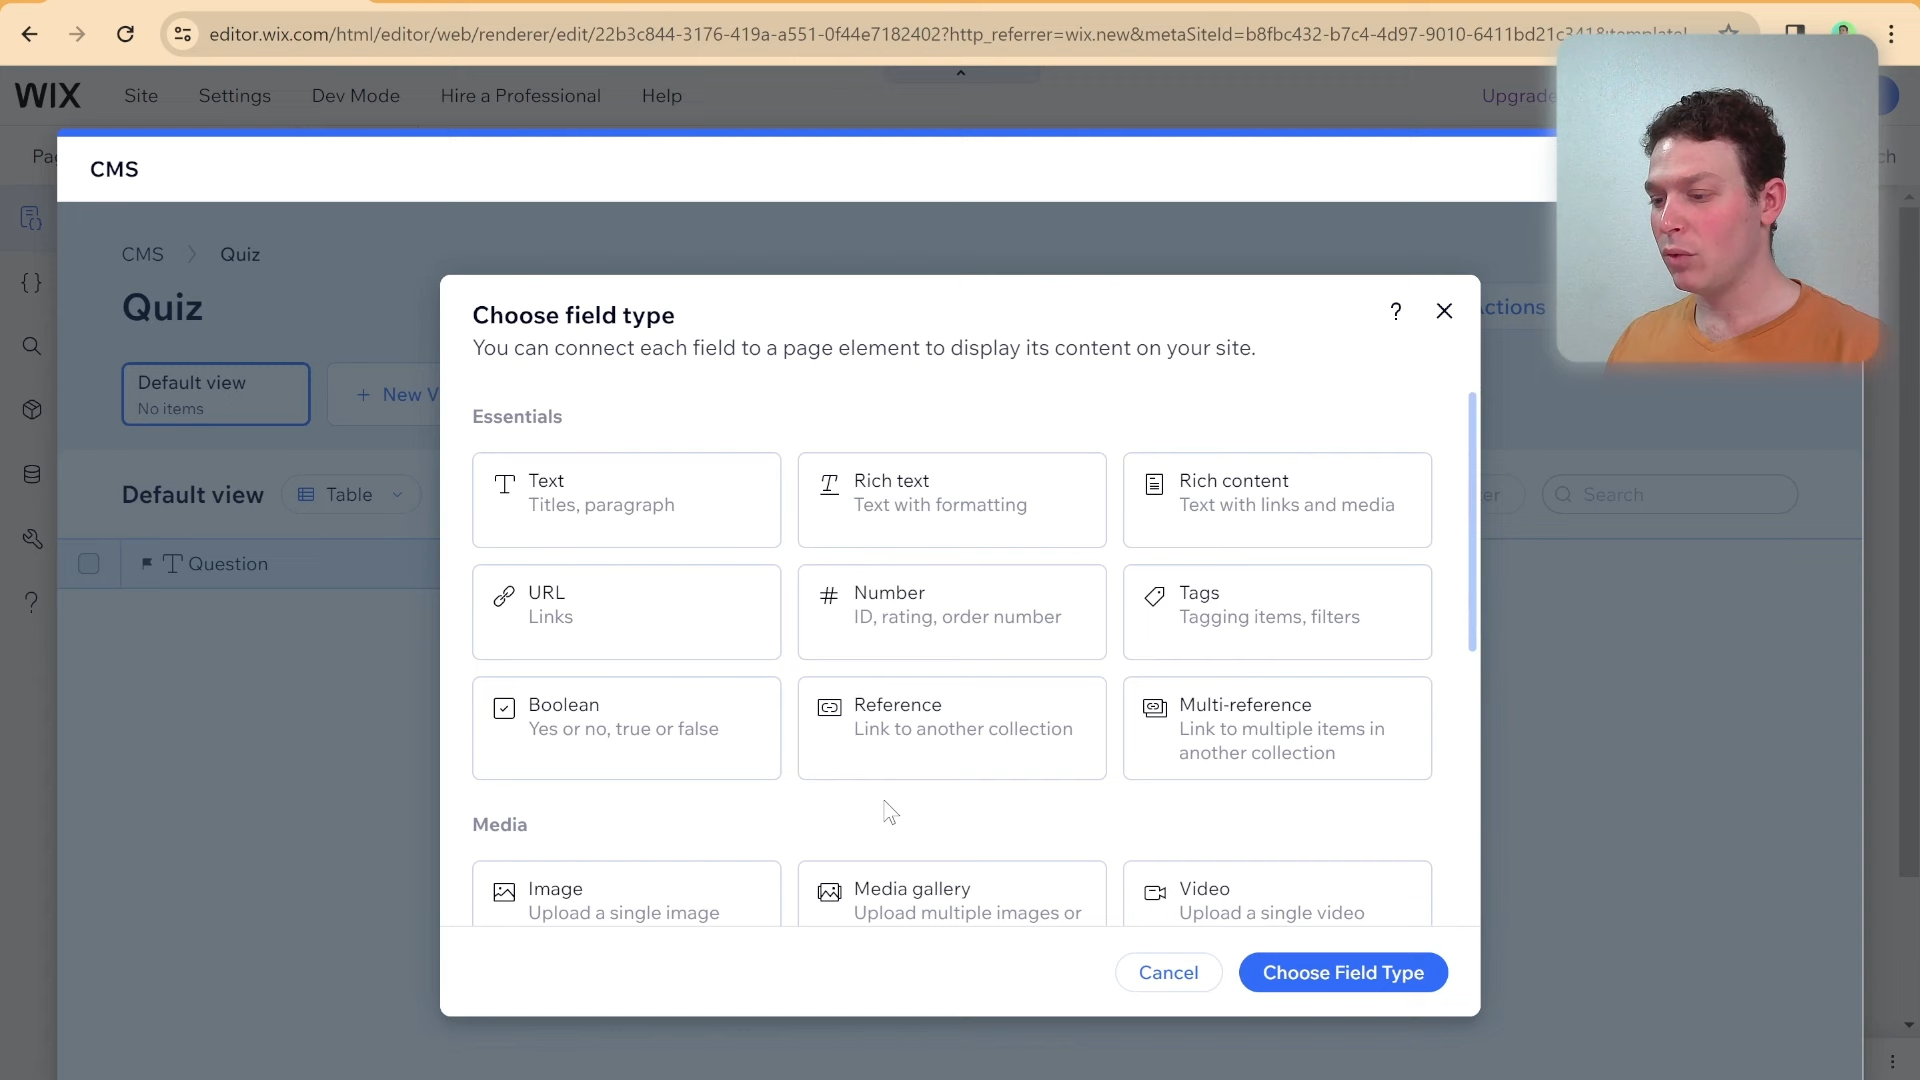 editor.wix.com/html/editor/web/renderer/edit/22b3c844-3176-419a-a551-0f44e7182402?http_referrer=wix.new&metaSiteId=b8fbc432-b7c4-4d97-9010-6411bd21c341&template
WIX
Site
Settings
Dev Mode
Hire a Professional
Help
Upgrade
CMS
CMS > Quiz
Quiz
Default view
No items
+ New V
Actions
Default view
Table
Search
Question
Choose field type
?
You can connect each field to a page element to display its content on your site.
Essentials
Text
Titles, paragraph
Rich text
Text with formatting
Rich content
Text with links and media
URL
Links
Number
ID, rating, order number
Tags
Tagging items, filters
Boolean
Yes or no, true or false
Reference
Link to another collection
Multi-reference
Link to multiple items in
another collection
Media
Image
Upload a single image
Media gallery
Upload multiple images or
Video
Upload a single video
Cancel
Choose Field Type